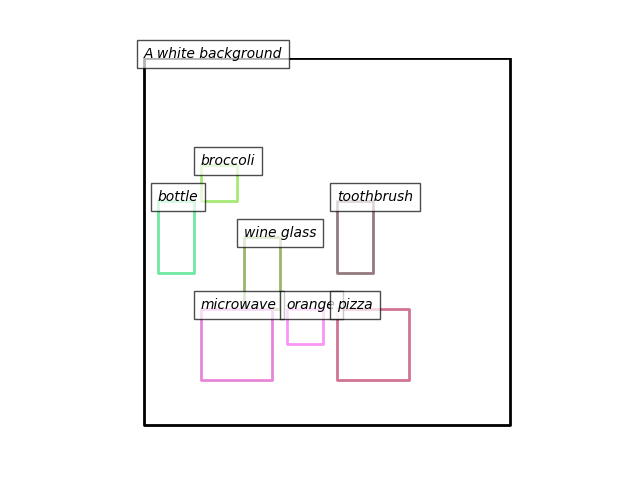 A white background
broccoli
bottle
toothbrush
wine glass
microwave
orange
pizza